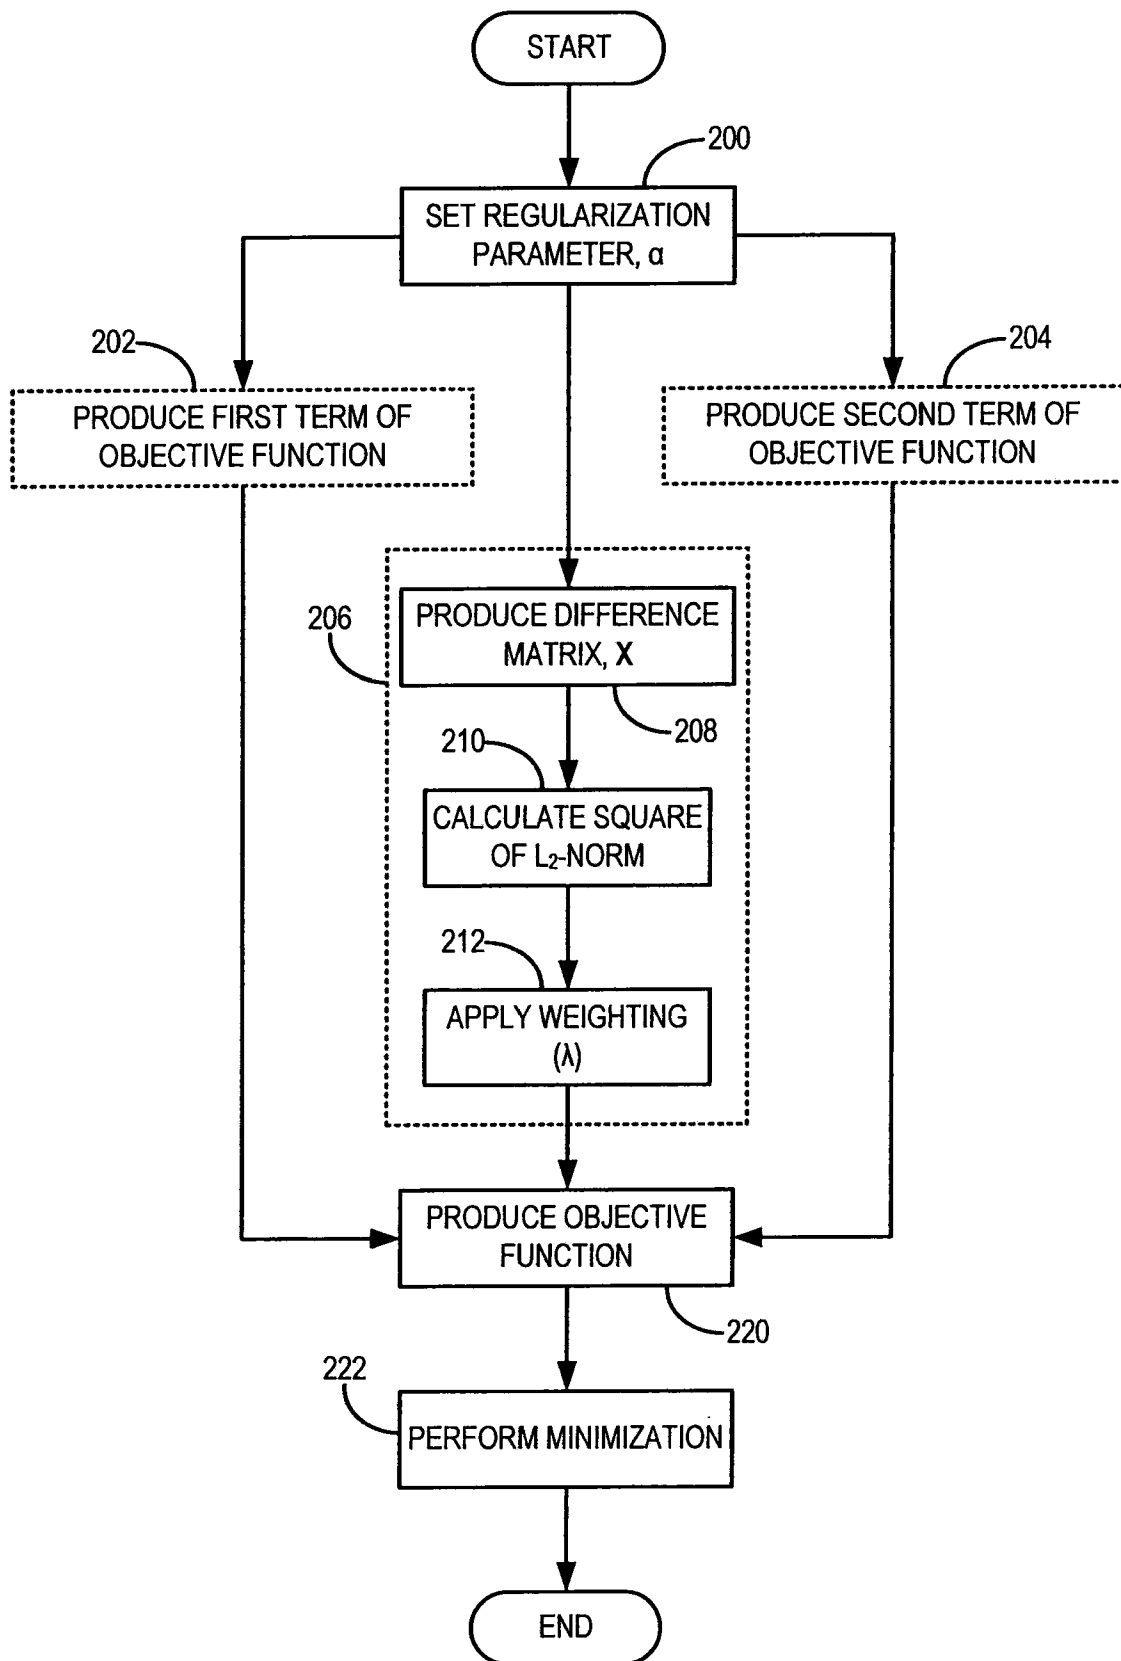 START
200
SET REGULARIZATION
PARAMETER, α
202
204
PRODUCE FIRST TERM OF
OBJECTIVE FUNCTION
PRODUCE SECOND TERM OF
OBJECTIVE FUNCTION
206
PRODUCE DIFFERENCE
MATRIX, X
208
210
CALCULATE SQUARE
OF L₂-NORM
212
APPLY WEIGHTING
(λ)
PRODUCE OBJECTIVE
FUNCTION
220
222
PERFORM MINIMIZATION
END